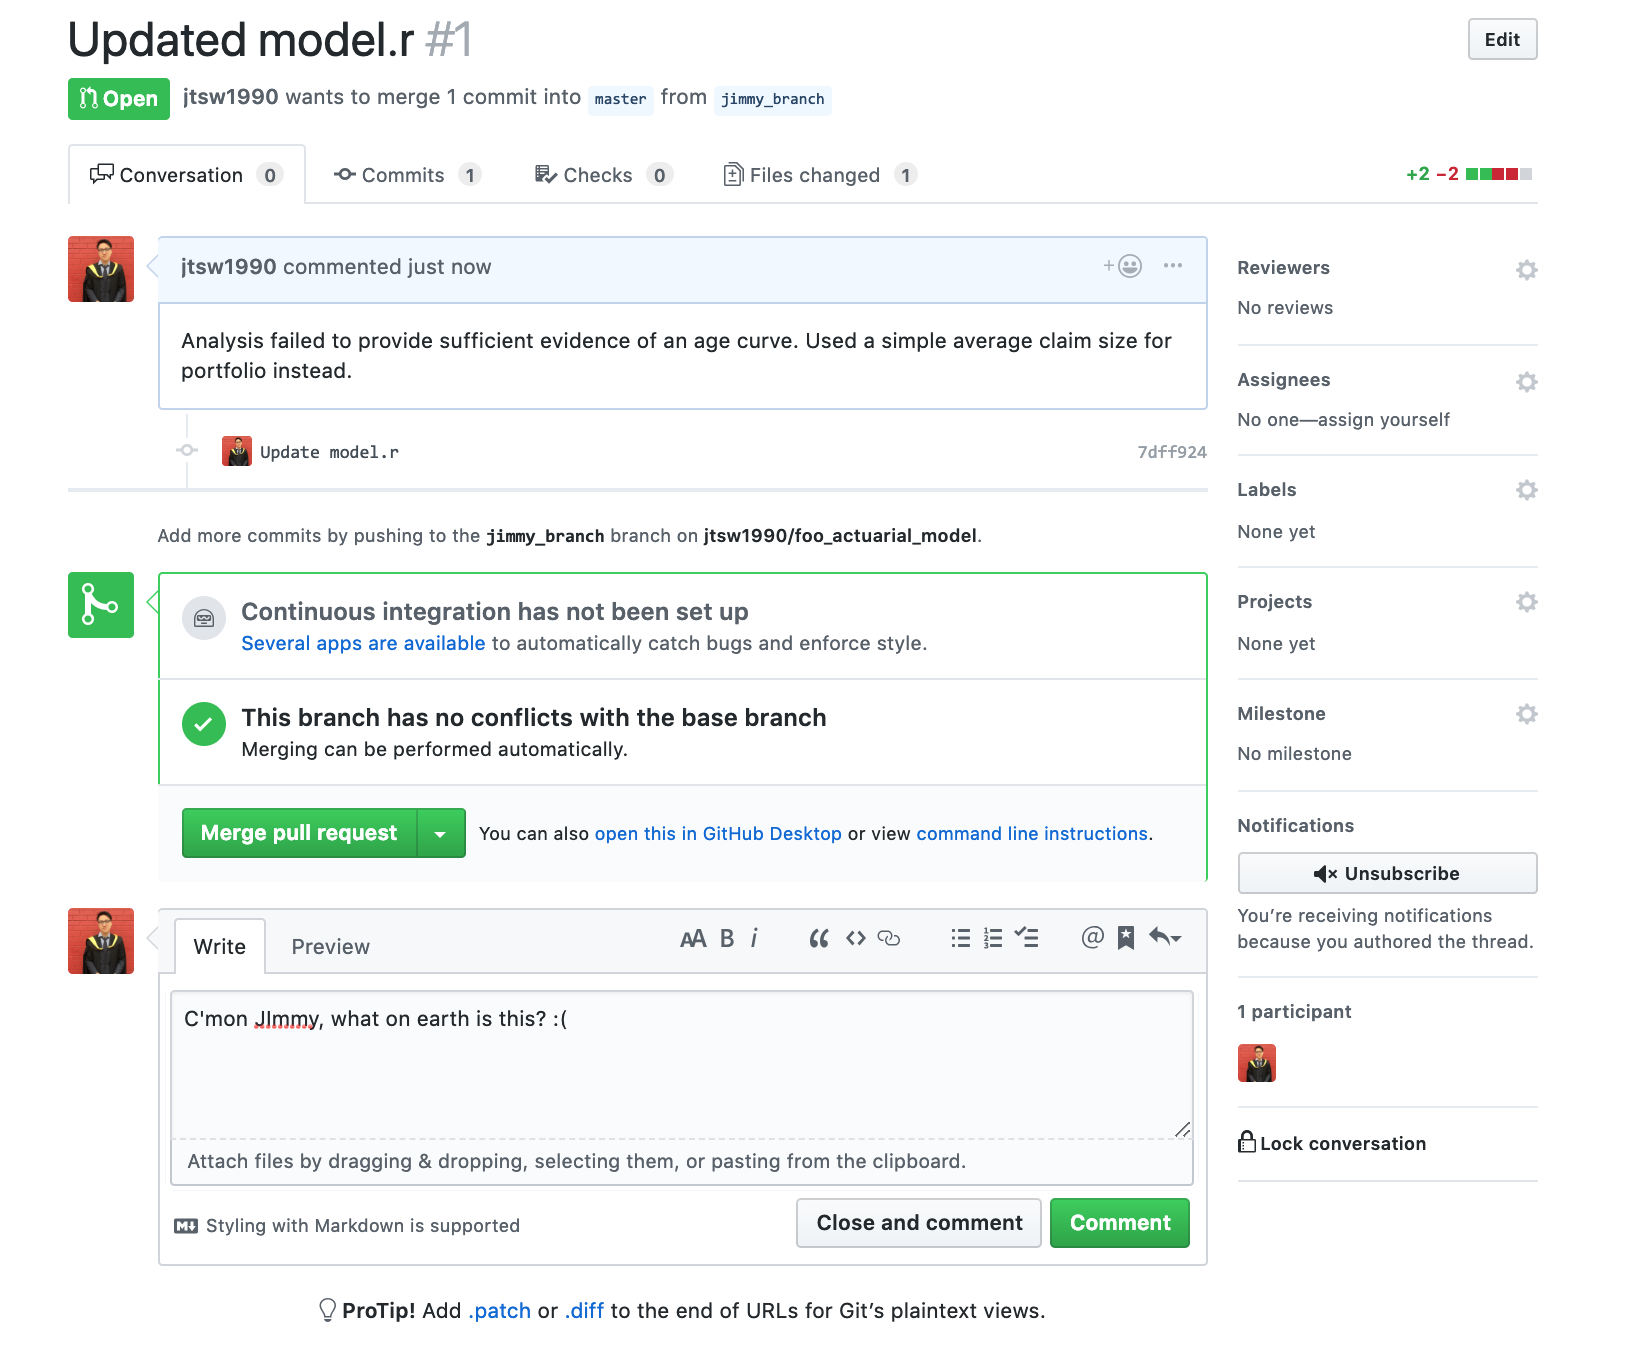 Updated model.r #1
Edit
Open
jtsw1990 wants to merge 1 commit into master from jimmy_branch
Conversation 0
Commits 1
Checks 0
Files changed 1
+2 −2
jtsw1990 commented just now
Analysis failed to provide sufficient evidence of an age curve. Used a simple average claim size for
portfolio instead.
Update model.r
7dff924
Add more commits by pushing to the jimmy_branch branch on jtsw1990/foo_actuarial_model.
Continuous integration has not been set up
Several apps are available to automatically catch bugs and enforce style.
This branch has no conflicts with the base branch
Merging can be performed automatically.
Merge pull request
You can also open this in GitHub Desktop or view command line instructions.
Write
Preview
AA B i
C'mon JImmy, what on earth is this? :(
Attach files by dragging & dropping, selecting them, or pasting from the clipboard.
Styling with Markdown is supported
Close and comment
Comment
ProTip! Add .patch or .diff to the end of URLs for Git’s plaintext views.
Reviewers
No reviews
Assignees
No one—assign yourself
Labels
None yet
Projects
None yet
Milestone
No milestone
Notifications
Unsubscribe
You’re receiving notifications
because you authored the thread.
1 participant
Lock conversation